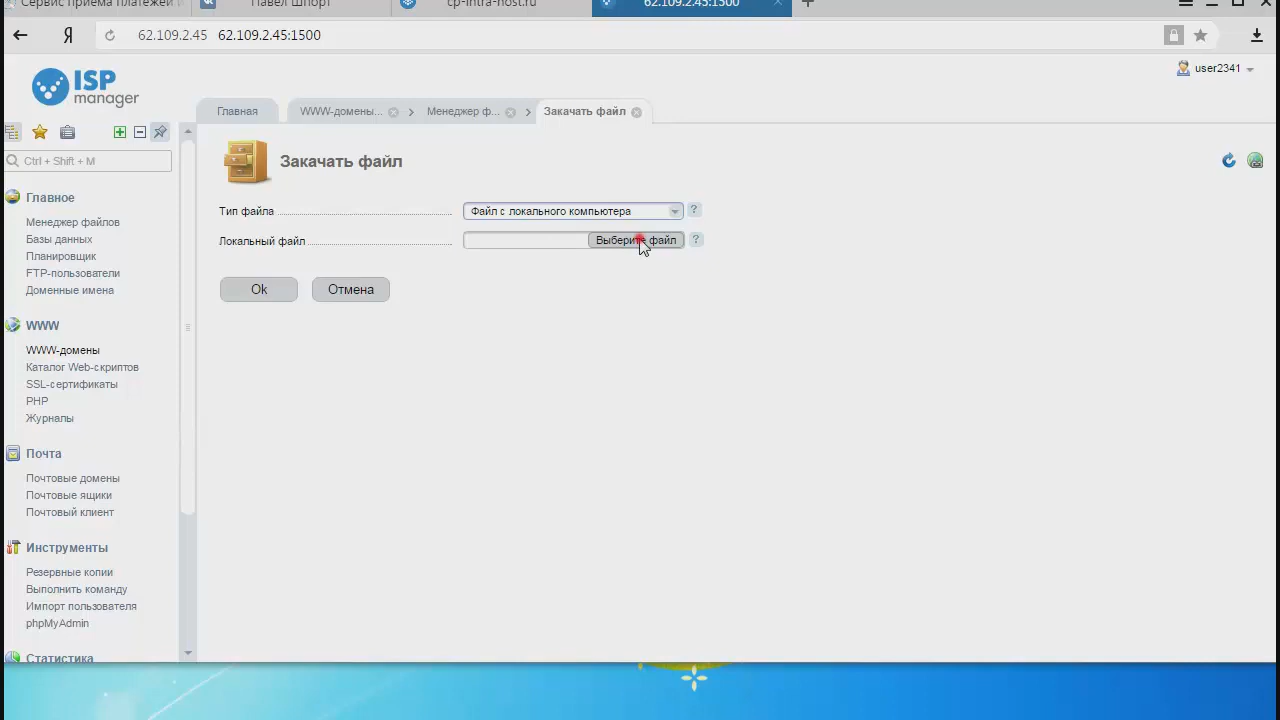 Сервис приема платежей и
Павел Шпорт
cp-intra-host.ru
62.109.2.45:1500
Я
62.109.2.45 62.109.2.45:1500
user2341
ISP
manager
Главная
WWW-домены...
Менеджер ф...
Закачать файл
Ctrl + Shift + M
Закачать файл
Тип файла
Файл с локального компьютера
?
Локальный файл
Выберите файл
?
Ok
Отмена
Главное
Менеджер файлов
Базы данных
Планировщик
FTP-пользователи
Доменные имена
WWW
WWW-домены
Каталог Web-скриптов
SSL-сертификаты
PHP
Журналы
Почта
Почтовые домены
Почтовые ящики
Почтовый клиент
Инструменты
Резервные копии
Выполнить команду
Импорт пользователя
phpMyAdmin
Статистика